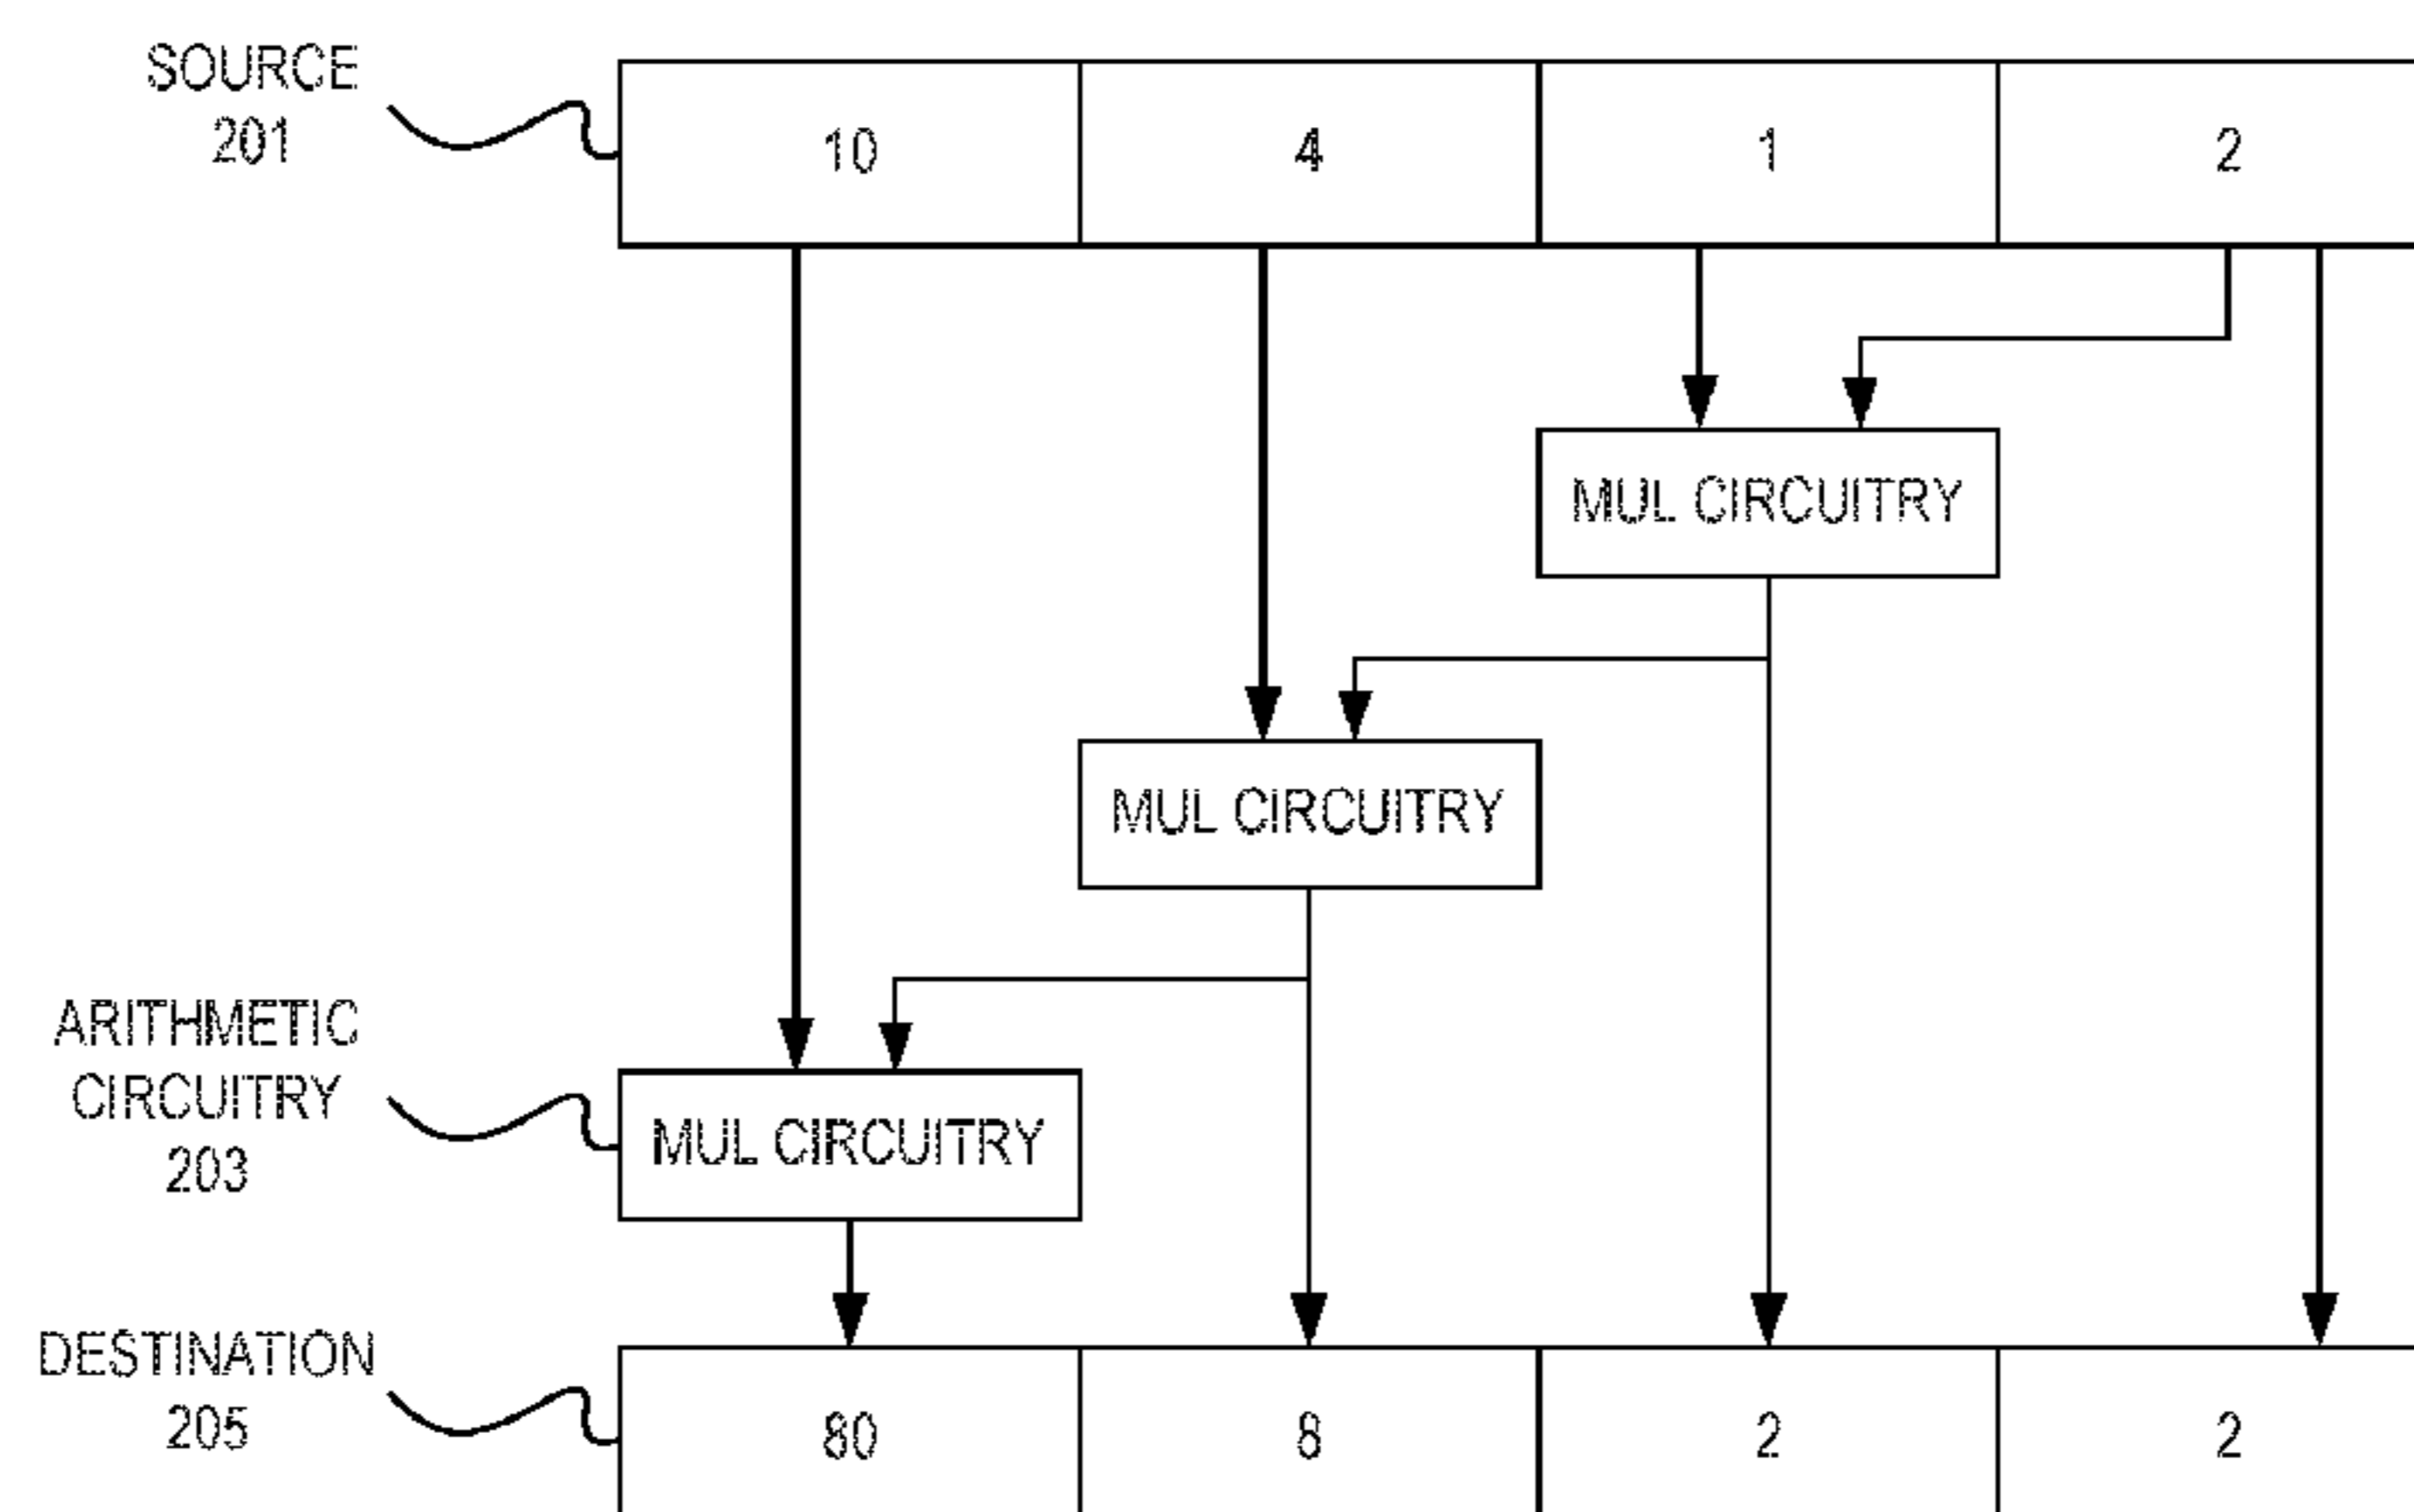 SOURCE
201
10 4 1 2
MUL CIRCUITRY
MUL CIRCUITRY
ARITHMETIC
CIRCUITRY
203
MUL CIRCUITRY
DESTINATION
205
80 8 2 2